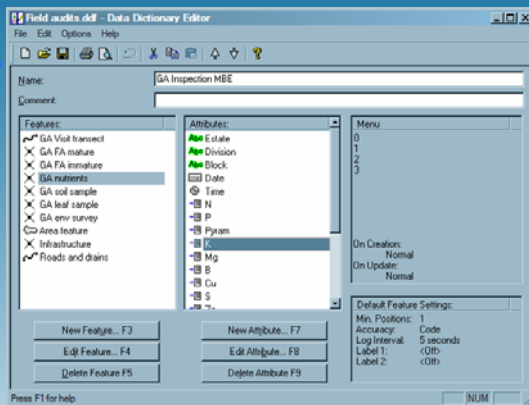 Field audits.ddf - Data Dictionary Editor
File Edit Options Help
Name: GA Inspection MBE
Comment:
Features:
GA Visit transect
GA FA mature
GA FA immature
GA nutrients
GA soil sample
GA leaf sample
GA env survey
Area feature
Infrastructure
Roads and drains
New Feature... F3
Edit Feature... F4
Delete Feature F5
Attributes:
Abc Estate
Abc Division
Abc Block
Date
Time
N
P
Pyram
K
Mg
B
Cu
S
New Attribute... F7
Edit Attribute... F8
Delete Attribute F9
Menu
0
1
2
3
On Creation:
Normal
On Update:
Normal
Default Feature Settings:
Min. Positions: 1
Accuracy: Code
Log Interval: 5 seconds
Label 1: <Off>
Label 2: <Off>
Press F1 for help
NUM